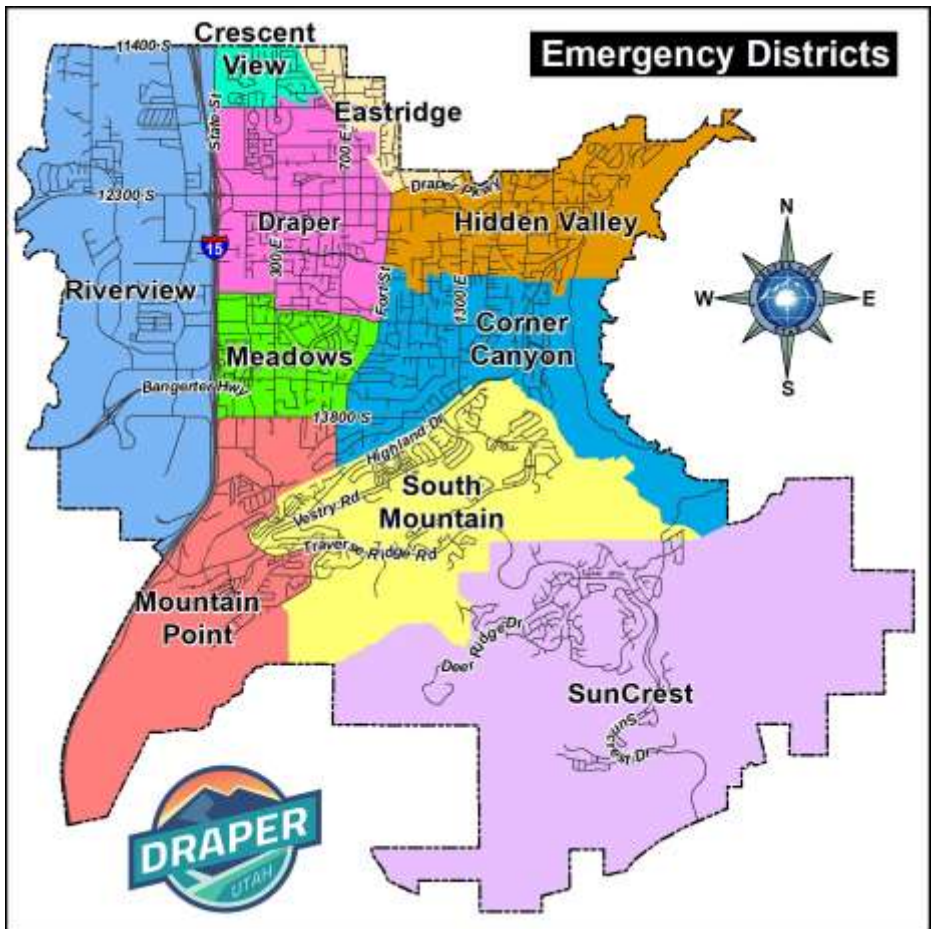 Emergency Districts
Crescent
View
11400 S
State St
Eastridge
700 E
Draper Pkwy
12300 S
Draper
Hidden Valley
15
300 E
Fort St
1300 E
Riverview
Corner
Canyon
Meadows
Bangerter Hwy
13800 S
Highland Dr
South
Mountain
Vestry Rd
Traverse Ridge Rd
Mountain
Point
Deer Ridge Dr
SunCrest
Suncrest Dr
N
W
E
S
DRAPER
UTAH